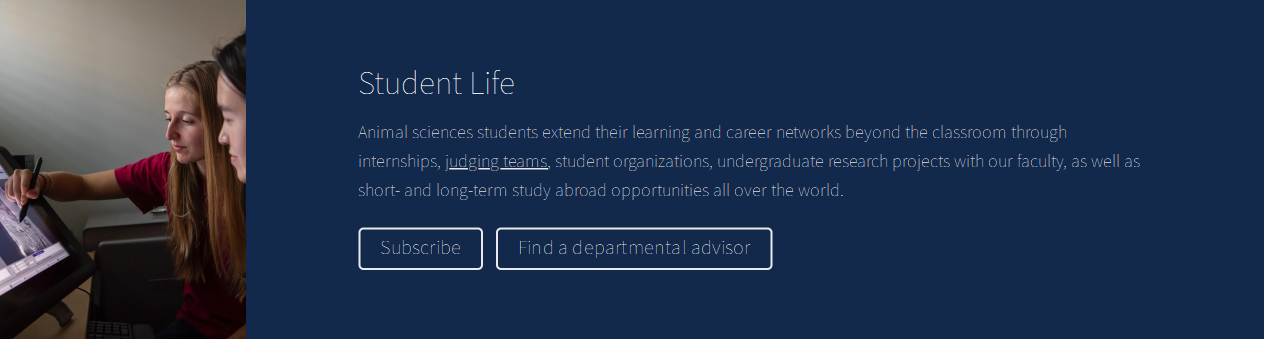 Student Life
Animal sciences students extend their learning and career networks beyond the classroom through
internships, judging teams, student organizations, undergraduate research projects with our faculty, as well as
short- and long-term study abroad opportunities all over the world.
Subscribe
Find a departmental advisor